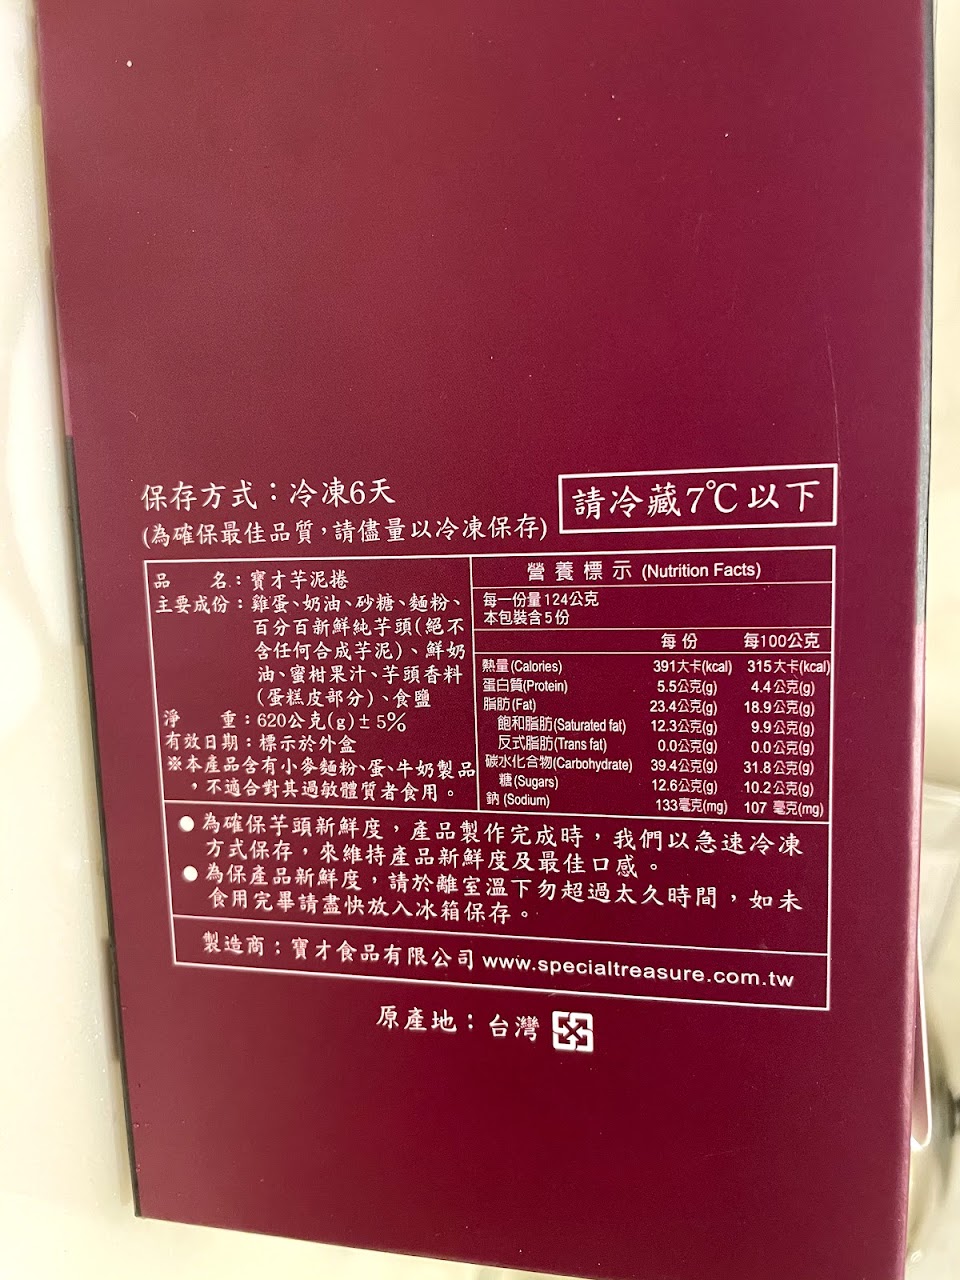 保存方式：冷凍6天
請冷藏7℃以下
(為確保最佳品質，請儘量以冷凍保存)
品　　名：寶才芋泥捲
主要成份：雞蛋、奶油、砂糖、麵粉、
百分百新鮮純芋頭(絕不
含任何合成芋泥)、鮮奶
油、蜜柑果汁、芋頭香料
(蛋糕皮部分)、食鹽
淨　　重：620公克(g)±5%
有效日期：標示於外盒
※本產品含有小麥麵粉、蛋、牛奶製品
，不適合對其過敏體質者食用。
營養標示 (Nutrition Facts)
每一份量124公克
本包裝含5份
每份　每100公克
熱量(Calories) 391大卡(kcal) 315大卡(kcal)
蛋白質(Protein) 5.5公克(g) 4.4公克(g)
脂肪(Fat) 23.4公克(g) 18.9公克(g)
飽和脂肪(Saturated fat) 12.3公克(g) 9.9公克(g)
反式脂肪(Trans fat) 0.0公克(g) 0.0公克(g)
碳水化合物(Carbohydrate) 39.4公克(g) 31.8公克(g)
糖(Sugars) 12.6公克(g) 10.2公克(g)
鈉(Sodium) 133毫克(mg) 107 毫克(mg)
●為確保芋頭新鮮度，產品製作完成時，我們以急速冷凍
方式保存，來維持產品新鮮度及最佳口感。
●為保產品新鮮度，請於離室溫下勿超過太久時間，如未
食用完畢請盡快放入冰箱保存。
製造商：寶才食品有限公司 www.specialtreasure.com.tw
原產地：台灣